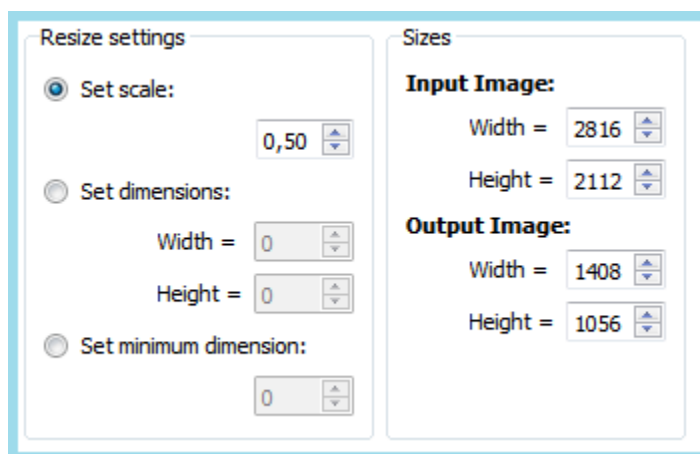 Resize settings
Set scale:
0,50
Set dimensions:
Width = 0
Height = 0
Set minimum dimension:
0
Sizes
Input Image:
Width = 2816
Height = 2112
Output Image:
Width = 1408
Height = 1056